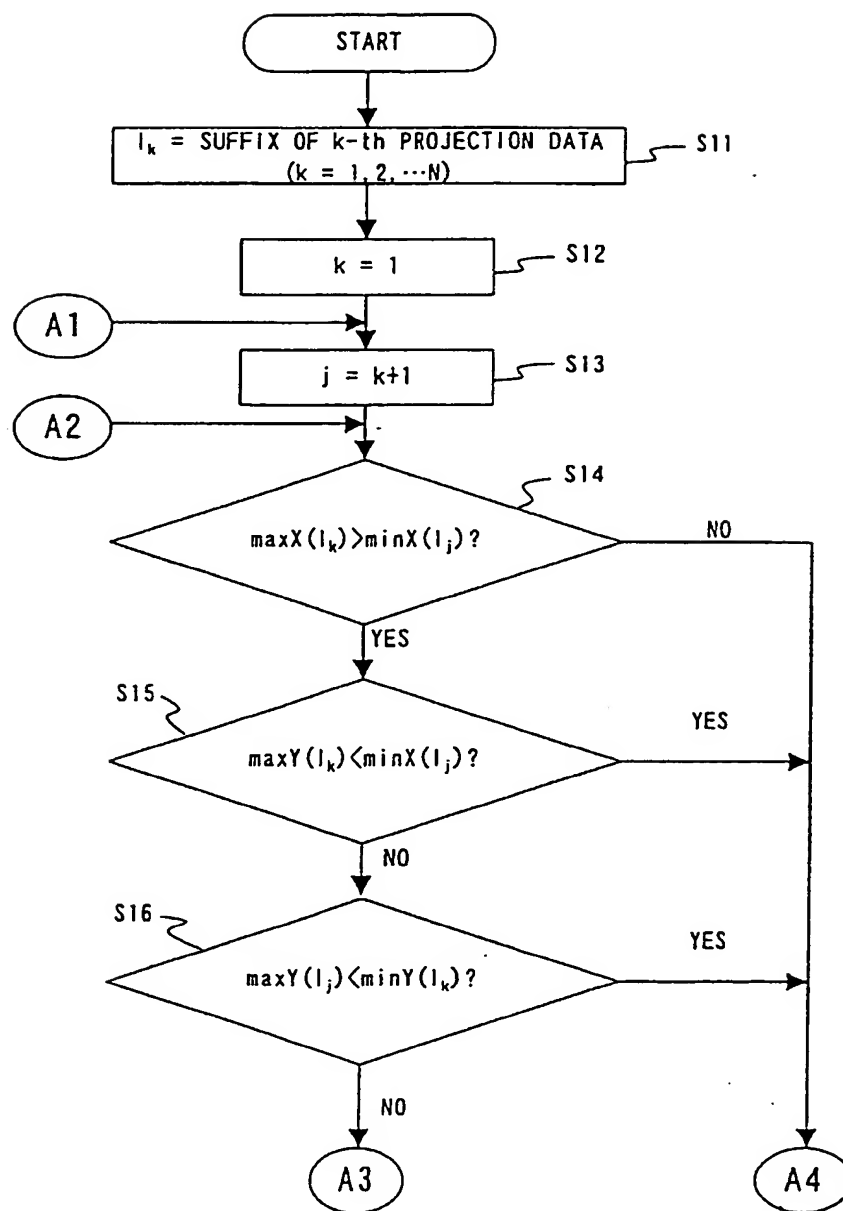 START
I_k = SUFFIX OF k-th PROJECTION DATA
(k = 1, 2, ···N)
S11
k = 1
S12
A1
j = k+1
S13
A2
S14
maxX(I_k)>minX(I_j)?
NO
YES
S15
maxY(I_k)<minX(I_j)?
YES
NO
S16
maxY(I_j)<minY(I_k)?
YES
NO
A3
A4